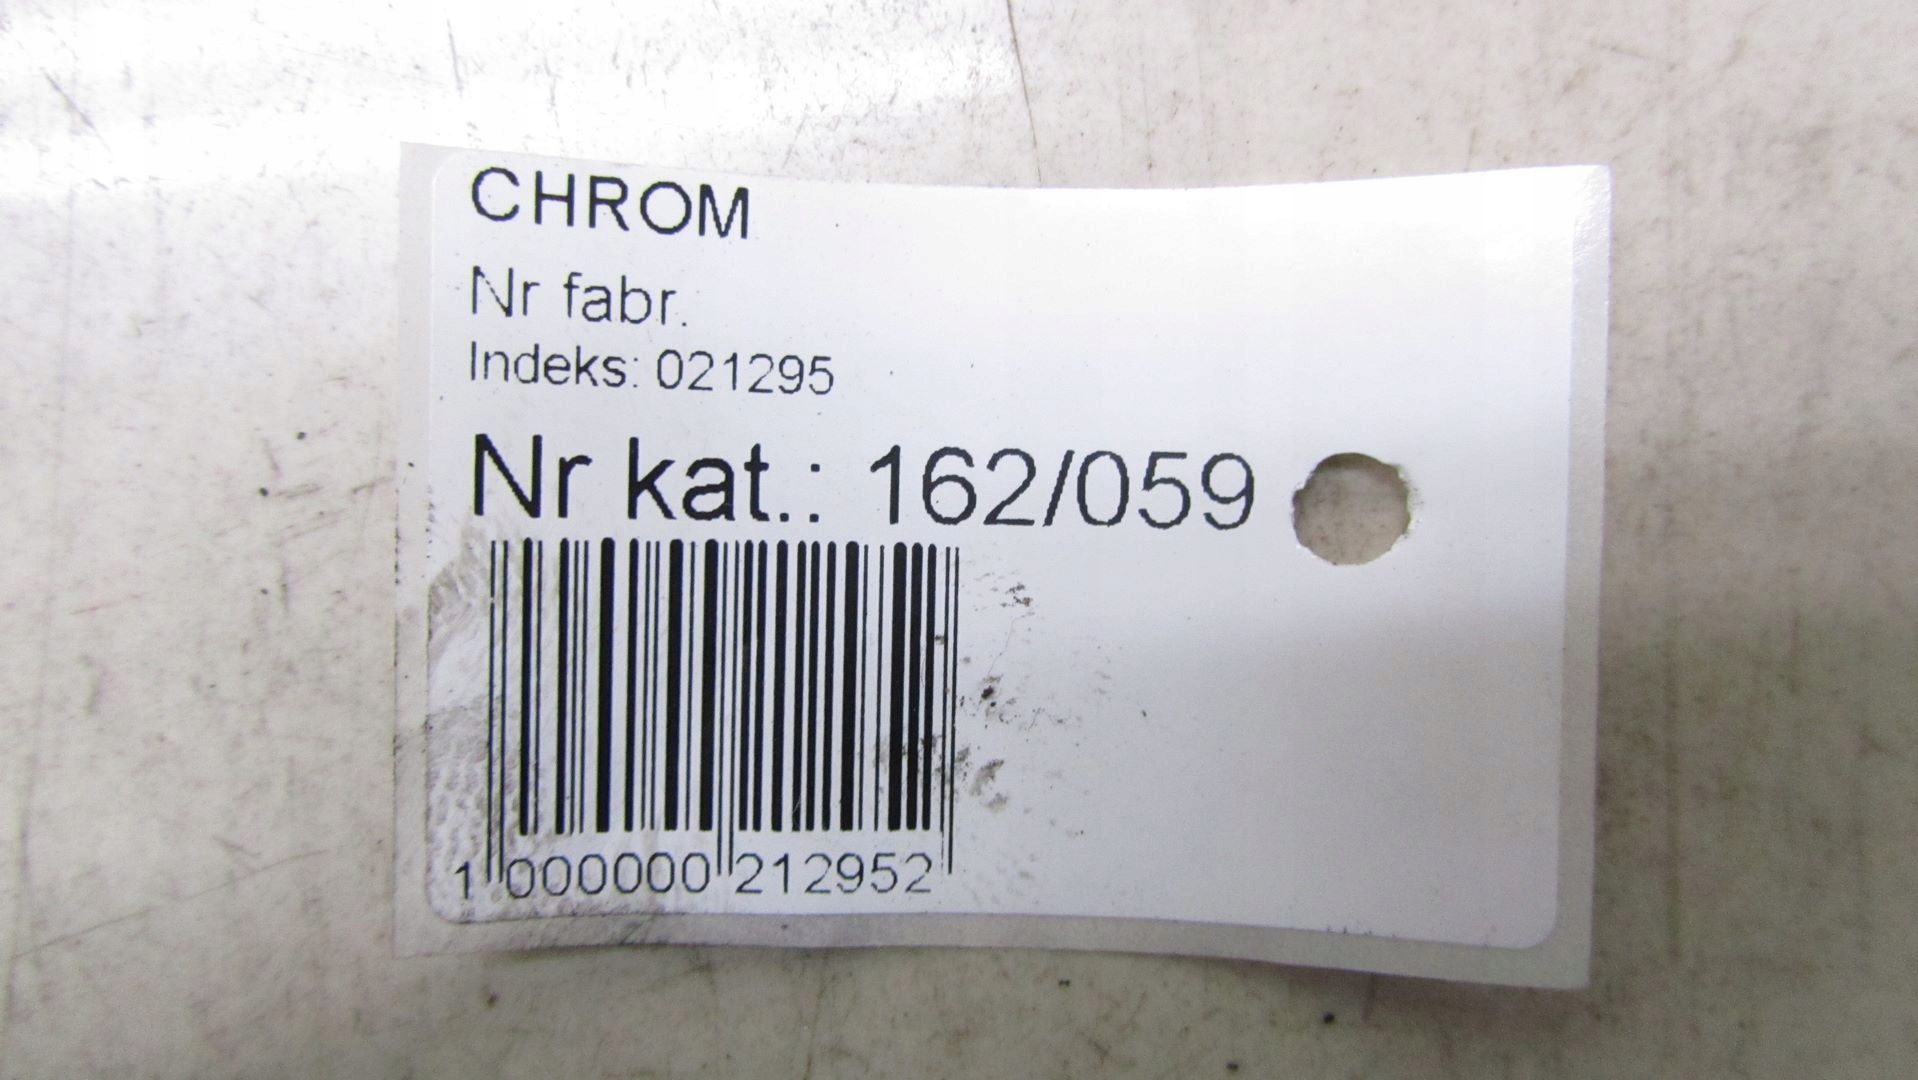 CHROM
Nr fabr.
Indeks: 021295
Nr kat.: 162/059
1 000000 212952